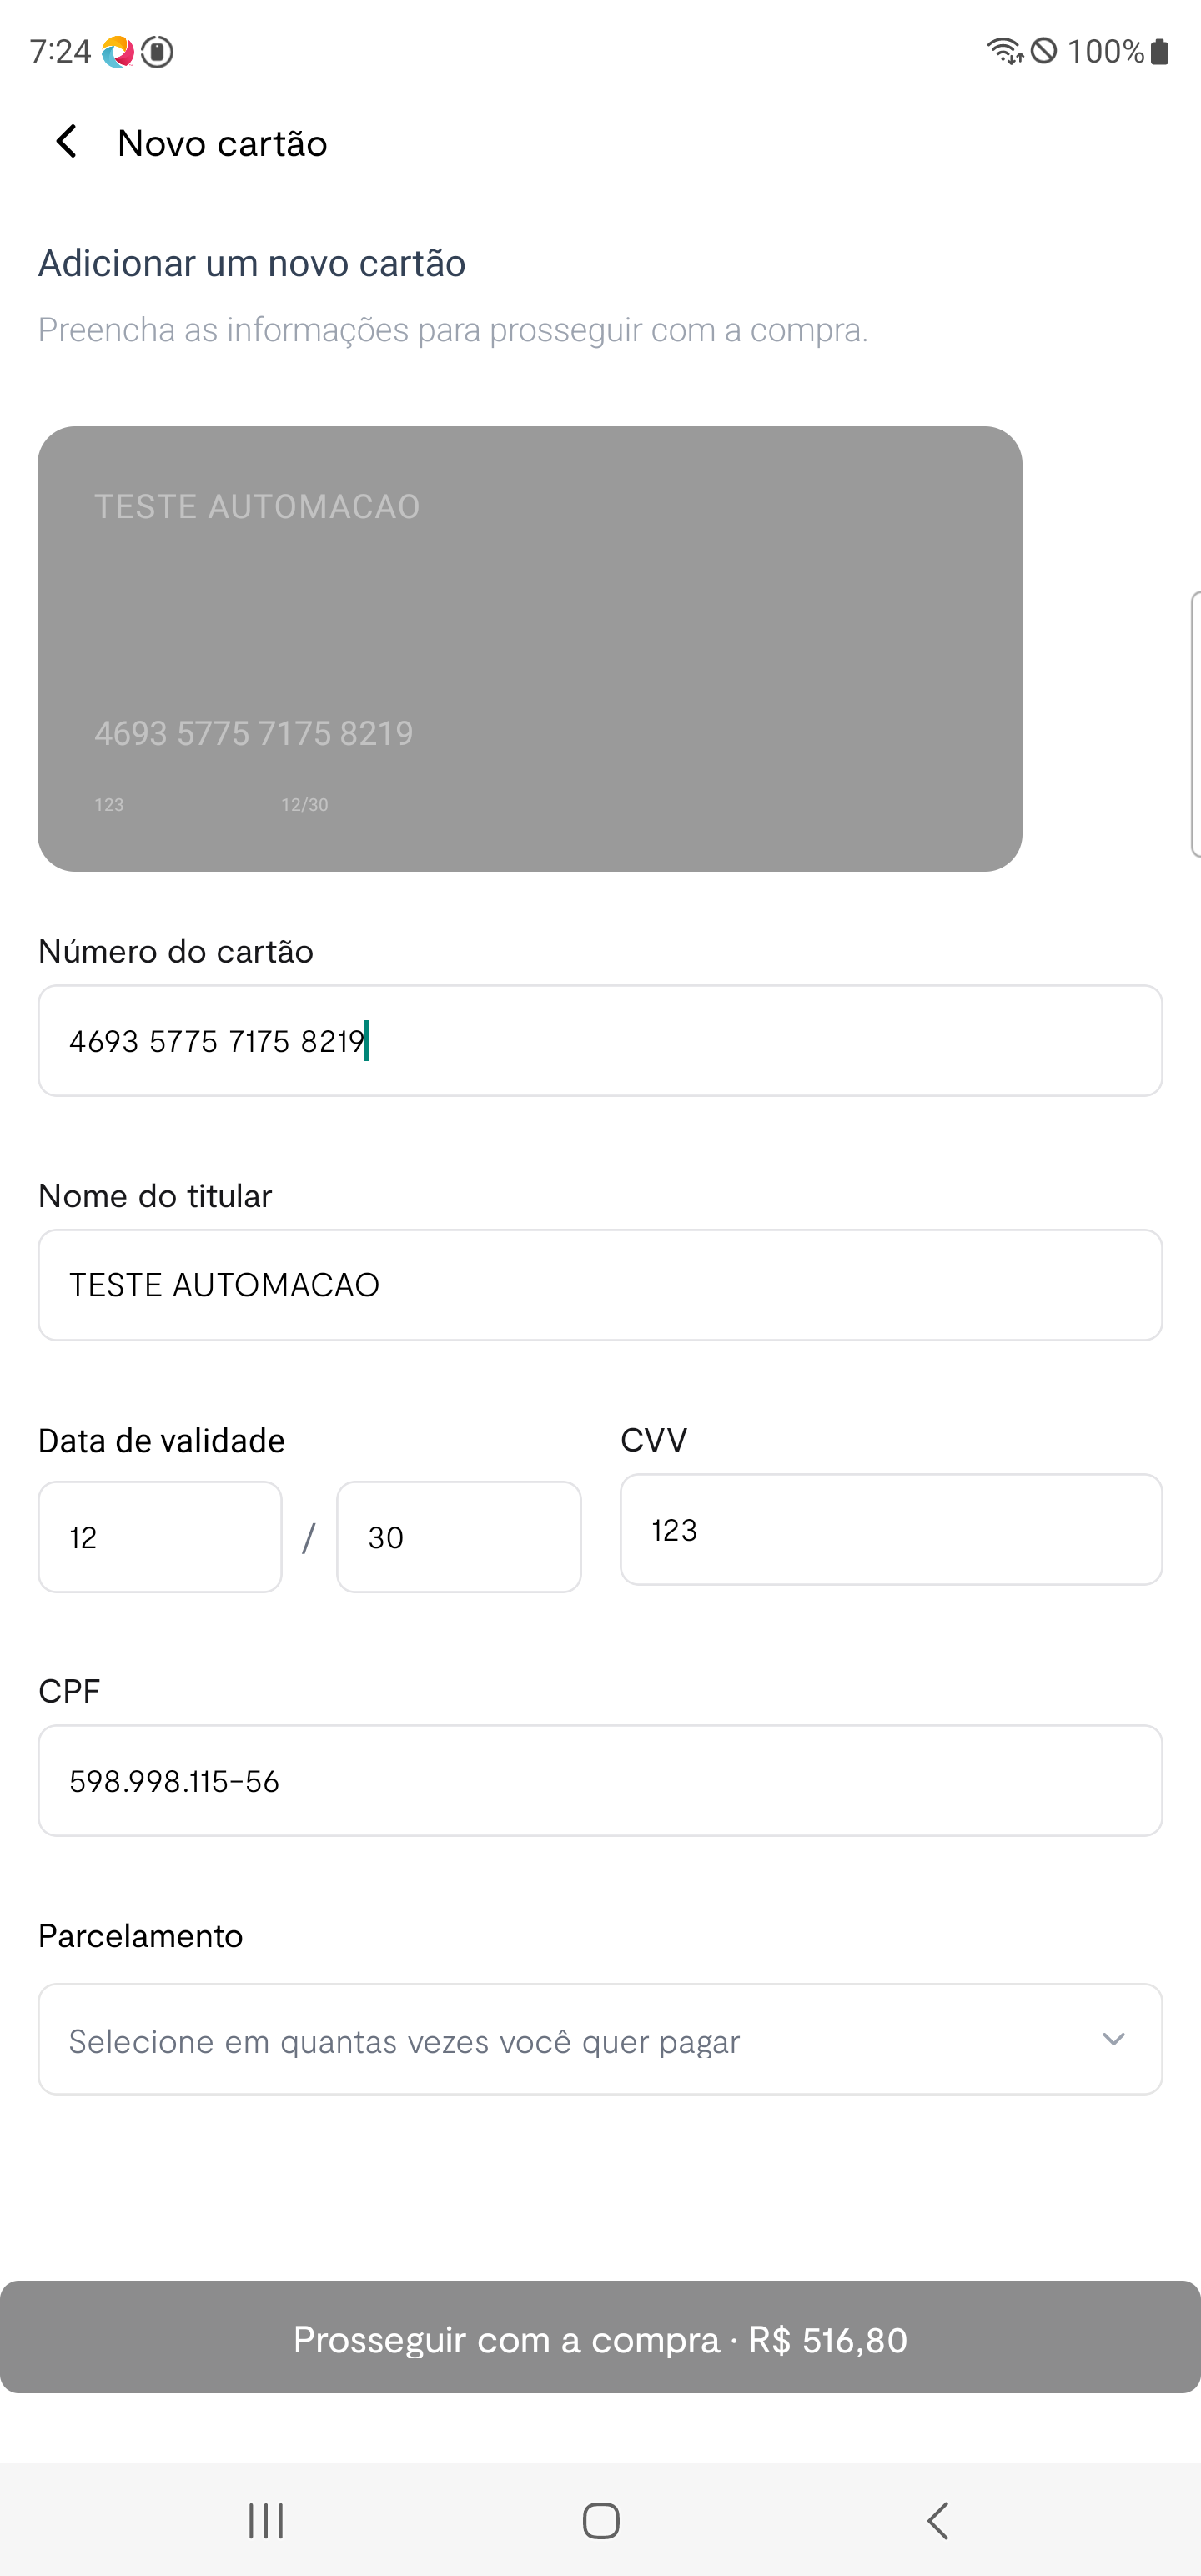 7:24 100%
Novo cartão
Adicionar um novo cartão
Preencha as informações para prosseguir com a compra.
TESTE AUTOMACAO
4693 5775 7175 8219
123 12/30
Número do cartão
4693 5775 7175 8219
Nome do titular
TESTE AUTOMACAO
Data de validade CVV
12 / 30 123
CPF
598.998.115-56
Parcelamento
Selecione em quantas vezes você quer pagar
Prosseguir com a compra · R$ 516,80